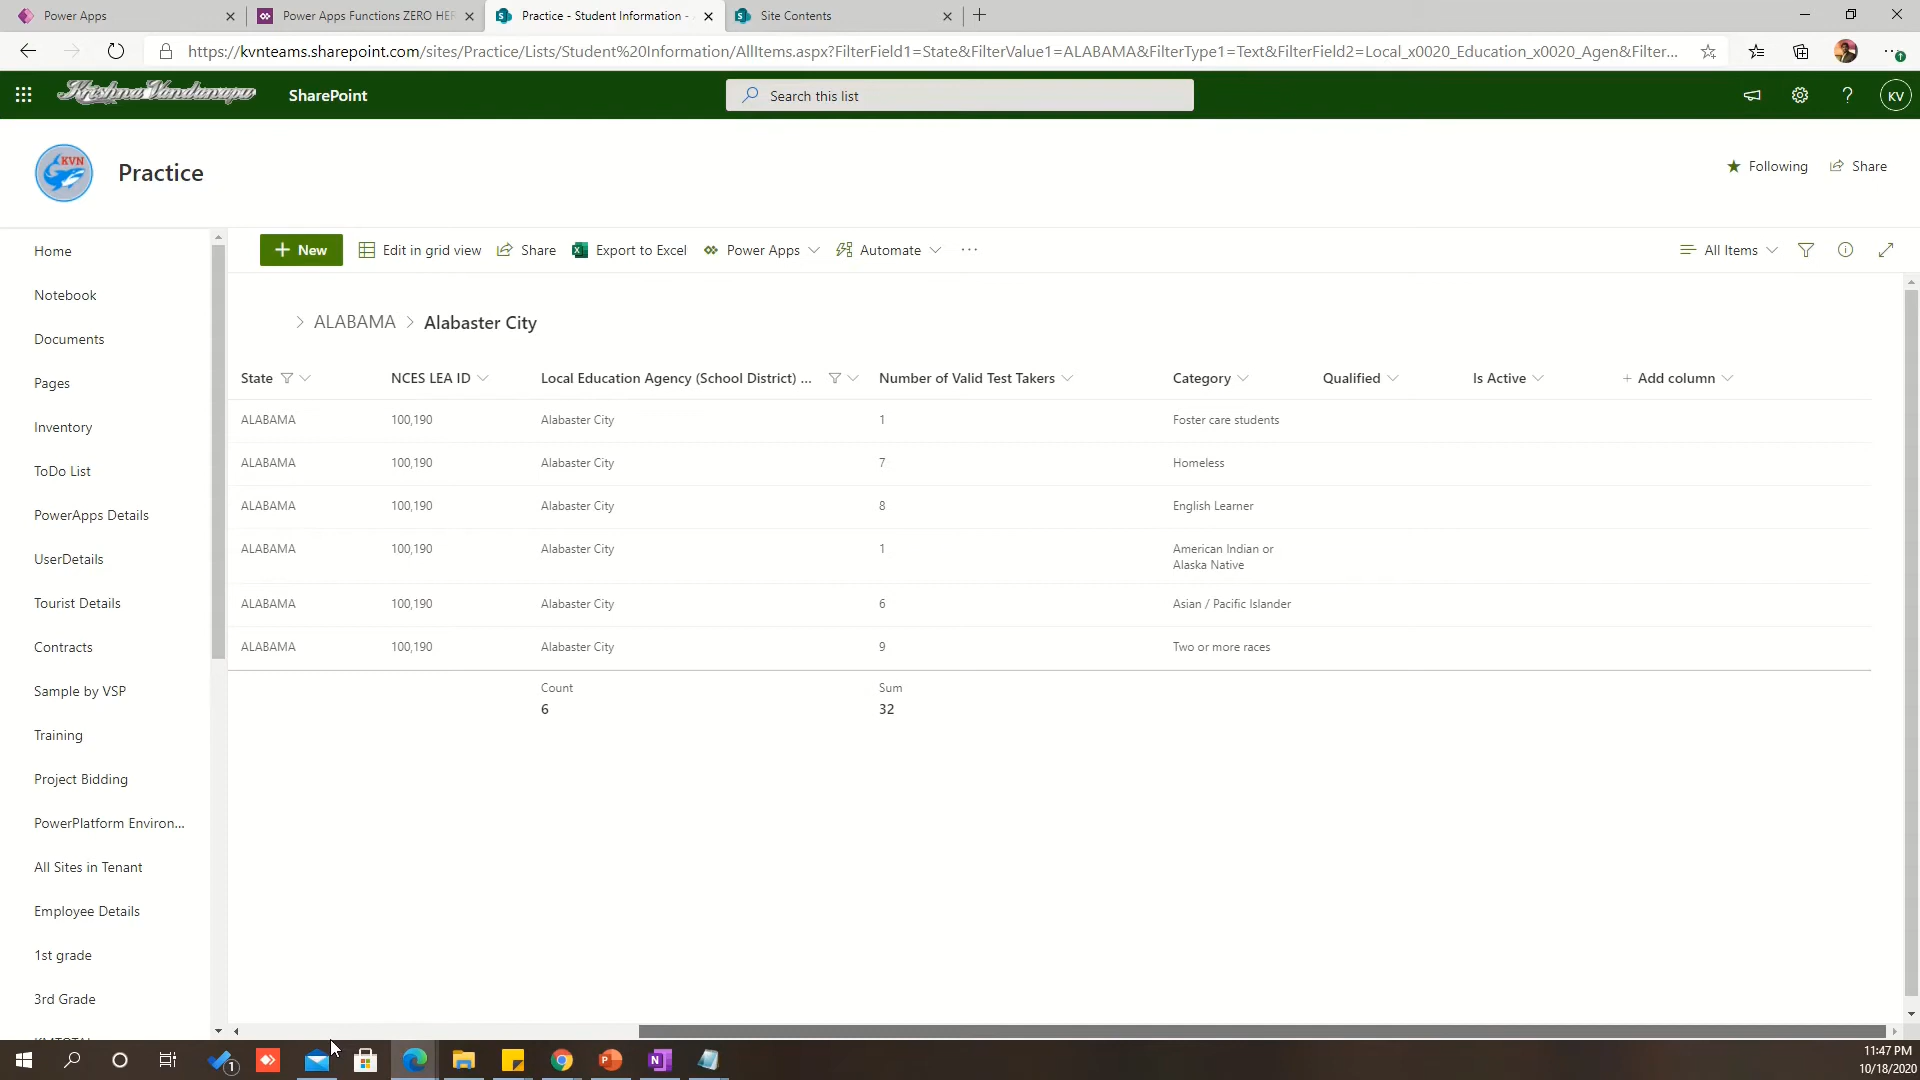 Power Apps
Power Apps Functions ZERO HER
Practice - Student Information -
Site Contents
https://kvnteams.sharepoint.com/sites/Practice/Lists/Student%20Information/AllItems.aspx?FilterField1=State&FilterValue1=ALABAMA&FilterType1=Text&FilterField2=Local_x0020_Education_x0020_Agen&Filter...
Krishna Vandanapu
SharePoint
Search this list
KV
KVN
Practice
Following
Share
Home
Notebook
Documents
Pages
Inventory
ToDo List
PowerApps Details
UserDetails
Tourist Details
Contracts
Sample by VSP
Training
Project Bidding
PowerPlatform Environ...
All Sites in Tenant
Employee Details
1st grade
3rd Grade
+ New
Edit in grid view
Share
Export to Excel
Power Apps
Automate
...
All Items
> ALABAMA > Alabaster City
State NCES LEA ID Local Education Agency (School District) ... Number of Valid Test Takers Category Qualified Is Active + Add column
ALABAMA 100,190 Alabaster City 1 Foster care students
ALABAMA 100,190 Alabaster City 7 Homeless
ALABAMA 100,190 Alabaster City 8 English Learner
ALABAMA 100,190 Alabaster City 1 American Indian or
Alaska Native
ALABAMA 100,190 Alabaster City 6 Asian / Pacific Islander
ALABAMA 100,190 Alabaster City 9 Two or more races
Count Sum
6 32
1
11:47 PM
10/18/2020